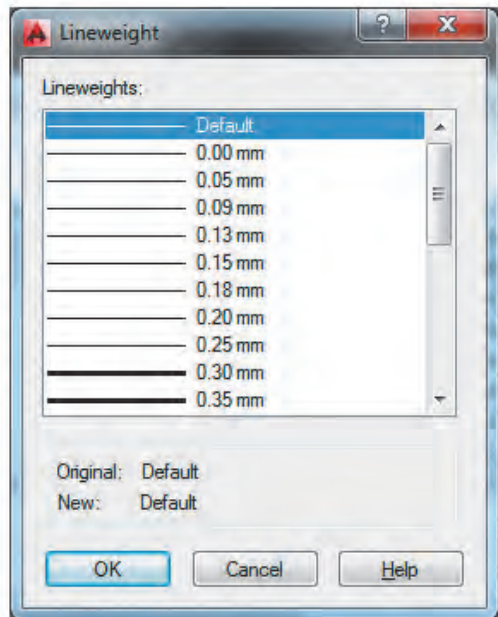 Lineweight
Lineweights:
Default
0.00 mm
0.05 mm
0.09 mm
0.13 mm
0.15 mm
0.18 mm
0.20 mm
0.25 mm
0.30 mm
0.35 mm
Original: Default
New: Default
OK Cancel Help